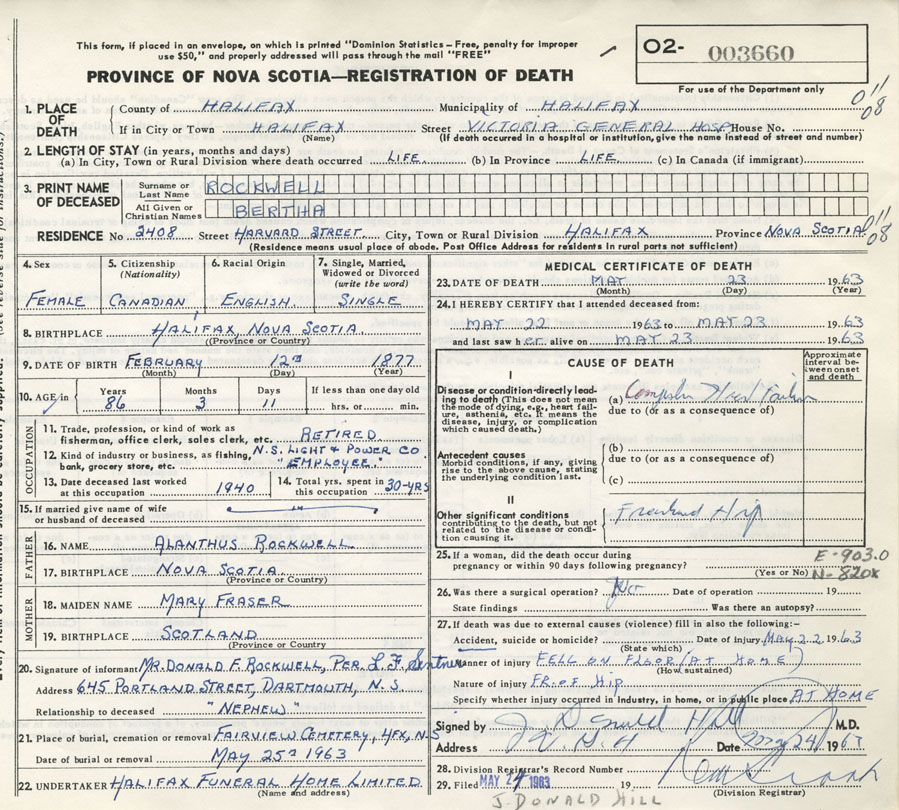 This form, if placed in an envelope, on which is printed "Dominion Statistics – Free, penalty for improper
use $50," and properly addressed will pass through the mail "FREE"
O2- 003660
PROVINCE OF NOVA SCOTIA—REGISTRATION OF DEATH
For use of the Department only
1. PLACE OF DEATH
County of HALIFAX Municipality of HALIFAX
If in City or Town HALIFAX Street VICTORIA GENERAL HOSP House No.
(Name) (If death occurred in a hospital or institution, give the name instead of street and number)
011 08
2. LENGTH OF STAY (in years, months and days)
(a) In City, Town or Rural Division where death occurred LIFE. (b) In Province LIFE. (c) In Canada (if immigrant)
3. PRINT NAME OF DECEASED
Surname or Last Name ROCKWELL
All Given or Christian Names BERTHA
RESIDENCE No 2408 Street HARVARD STREET City, Town or Rural Division HALIFAX Province NOVA SCOTIA
011 08
(Residence means usual place of abode. Post Office Address for residents in rural parts not sufficient)
4. Sex FEMALE
5. Citizenship (Nationality) CANADIAN
6. Racial Origin ENGLISH
7. Single, Married, Widowed or Divorced (write the word) SINGLE
8. BIRTHPLACE HALIFAX NOVA SCOTIA
(Province or Country)
9. DATE OF BIRTH FEBRUARY 12th 1877
(Month) (Day) (Year)
10. AGE in Years 86 Months 3 Days 11 If less than one day old hrs. or min.
OCCUPATION
11. Trade, profession, or kind of work as
fisherman, office clerk, sales clerk, etc. RETIRED
12. Kind of industry or business, as fishing, N.S. LIGHT & POWER CO
bank, grocery store, etc. "EMPLOYEE."
13. Date deceased last worked at this occupation 1940
14. Total yrs. spent in this occupation 30-YRS
15. If married give name of wife
or husband of deceased
FATHER
16. NAME ALANTHUS ROCKWELL
17. BIRTHPLACE NOVA SCOTIA
(Province or Country)
MOTHER
18. MAIDEN NAME MARY FRASER
19. BIRTHPLACE SCOTLAND
(Province or Country)
20. Signature of informant MR. DONALD F. ROCKWELL, PER. L F.
Address 645 PORTLAND STREET, DARTMOUTH, N.S.
Relationship to deceased "NEPHEW"
21. Place of burial, cremation or removal FAIRVIEW CEMETERY, HFX, N.S
Date of burial or removal MAY 25th 1963
22. UNDERTAKER HALIFAX FUNERAL HOME LIMITED
(Name and address)
MEDICAL CERTIFICATE OF DEATH
23. DATE OF DEATH MAY 23 1963
(Month) (Day) (Year)
24. I HEREBY CERTIFY that I attended deceased from:
MAY 22 1963 to MAY 23 1963
and last saw her alive on MAY 23 1963
CAUSE OF DEATH
Approximate interval between onset and death
I
Disease or condition directly leading to death (This does not mean the mode of dying, e.g., heart failure, asthenia, etc. It means the disease, injury, or complication which caused death.)
(a) Congestive Heart Failure
due to (or as a consequence of)
Antecedent causes
Morbid conditions, if any, giving rise to the above cause, stating the underlying condition last.
(b)
due to (or as a consequence of)
(c)
II
Other significant conditions contributing to the death, but not related to the disease or condition causing it.
Fractured Hip
25. If a woman, did the death occur during
pregnancy or within 90 days following pregnancy?
(Yes or No)
E-903.0
N-820x
26. Was there a surgical operation? No Date of operation 19
State findings Was there an autopsy?
27. If death was due to external causes (violence) fill in also the following:–
Accident, suicide or homicide? Date of injury MAY 22 1963
(State which)
Manner of injury FELL ON FLOOR (AT HOME)
(How sustained)
Nature of injury FR. OF HIP
Specify whether injury occurred in industry, in home, or in public place AT HOME
Signed by J. Donald Hill M.D.
Address V.G.H Date May 24 1963
28. Division Registrar's Record Number
29. Filed MAY 24 1963 19
(Division Registrar)
J. DONALD HILL